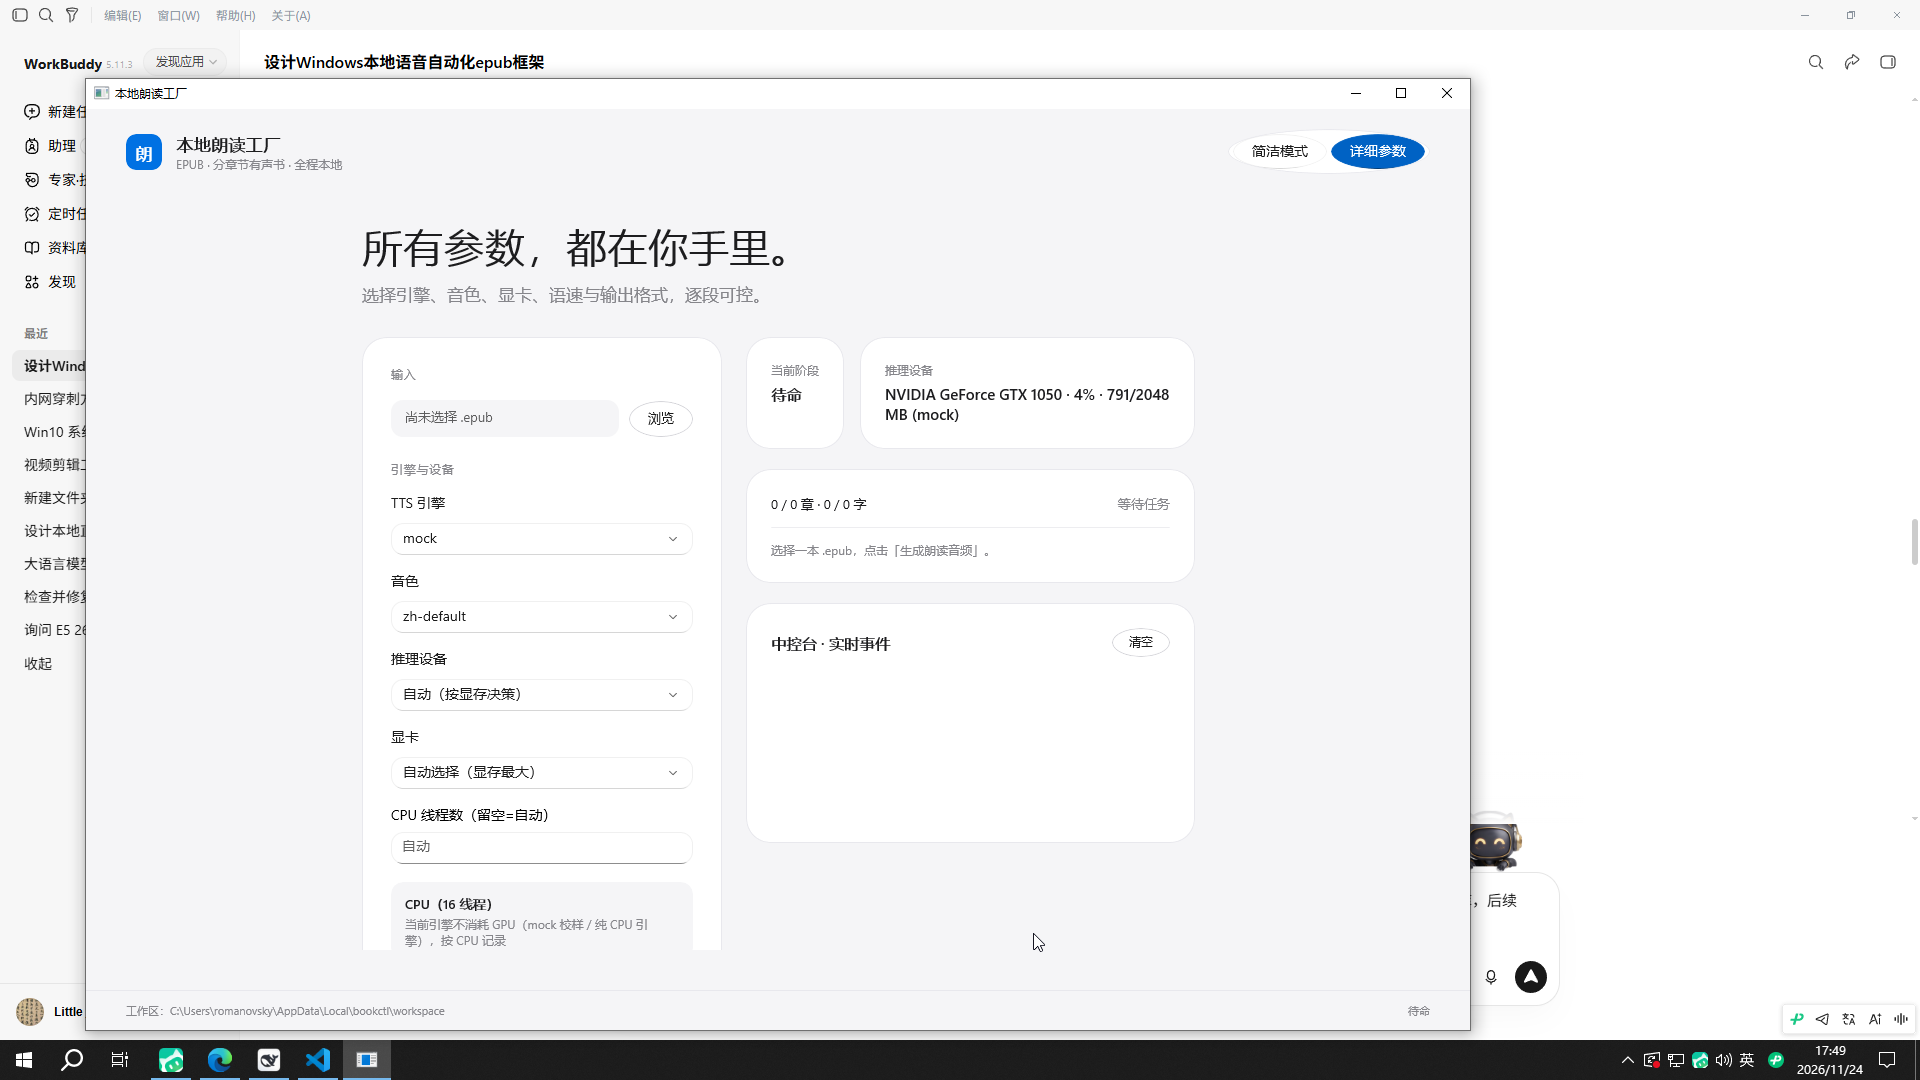 编辑(E) 窗口(W) 帮助(H) 关于(A)
WorkBuddy 5.11.3 发现应用
设计Windows本地语音自动化epub框架
新建任
助理
专家·技
定时任
资料库
发现
最近
设计Wind
内网穿刺
Win10 系
视频剪辑
新建文件
设计本地
大语言模
检查并修
询问 E5 26
收起
Little
本地朗读工厂
朗
本地朗读工厂
EPUB · 分章节有声书 · 全程本地
简洁模式
详细参数
所有参数，都在你手里。
选择引擎、音色、显卡、语速与输出格式，逐段可控。
输入
尚未选择 .epub
浏览
引擎与设备
TTS 引擎
mock
音色
zh-default
推理设备
自动（按显存决策）
显卡
自动选择（显存最大）
CPU 线程数（留空=自动）
自动
CPU（16 线程）
当前引擎不消耗 GPU（mock 校样 / 纯 CPU 引
擎），按 CPU 记录
当前阶段
待命
推理设备
NVIDIA GeForce GTX 1050 · 4% · 791/2048
MB (mock)
0 / 0 章 · 0 / 0 字
等待任务
选择一本 .epub，点击「生成朗读音频」。
中控台 · 实时事件
清空
工作区： C:\Users\romanovsky\AppData\Local\bookctl\workspace
待命
，后续
英
17:49
2026/11/24